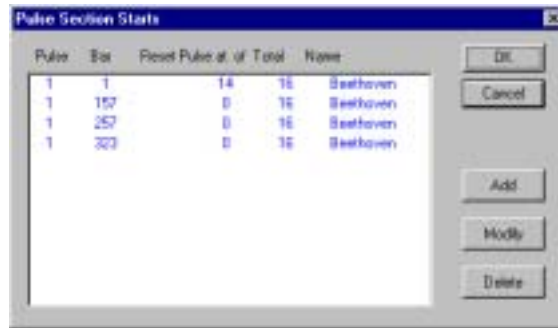 Pulse Section Starts
Pulse Bar Reset Pulse at of Total Name
1 1 14 16 Beethoven
1 157 0 16 Beethoven
1 257 0 16 Beethoven
1 323 0 16 Beethoven
OK
Cancel
Add
Modify
Delete